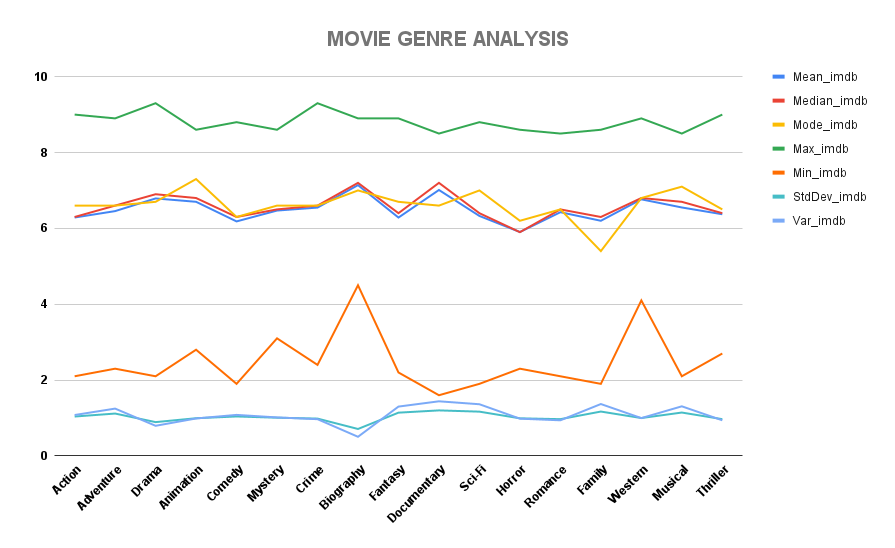 MOVIE GENRE ANALYSIS
10
8
6
4
2
0
Action
Adventure
Drama
Animation
Comedy
Mystery
Crime
Biography
Fantasy
Documentary
Sci-Fi
Horror
Romance
Family
Western
Musical
Thriller
Mean_imdb
Median_imdb
Mode_imdb
Max_imdb
Min_imdb
StdDev_imdb
Var_imdb